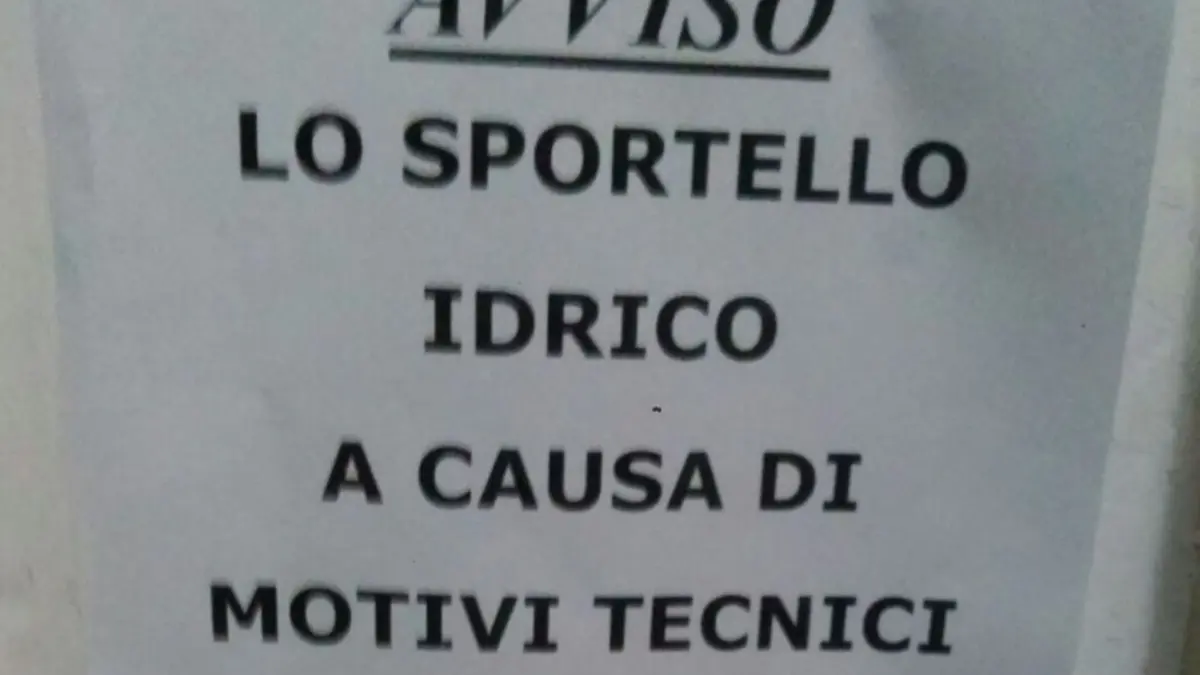 AVVISO
LO SPORTELLO
IDRICO
A CAUSA DI
MOTIVI TECNICI